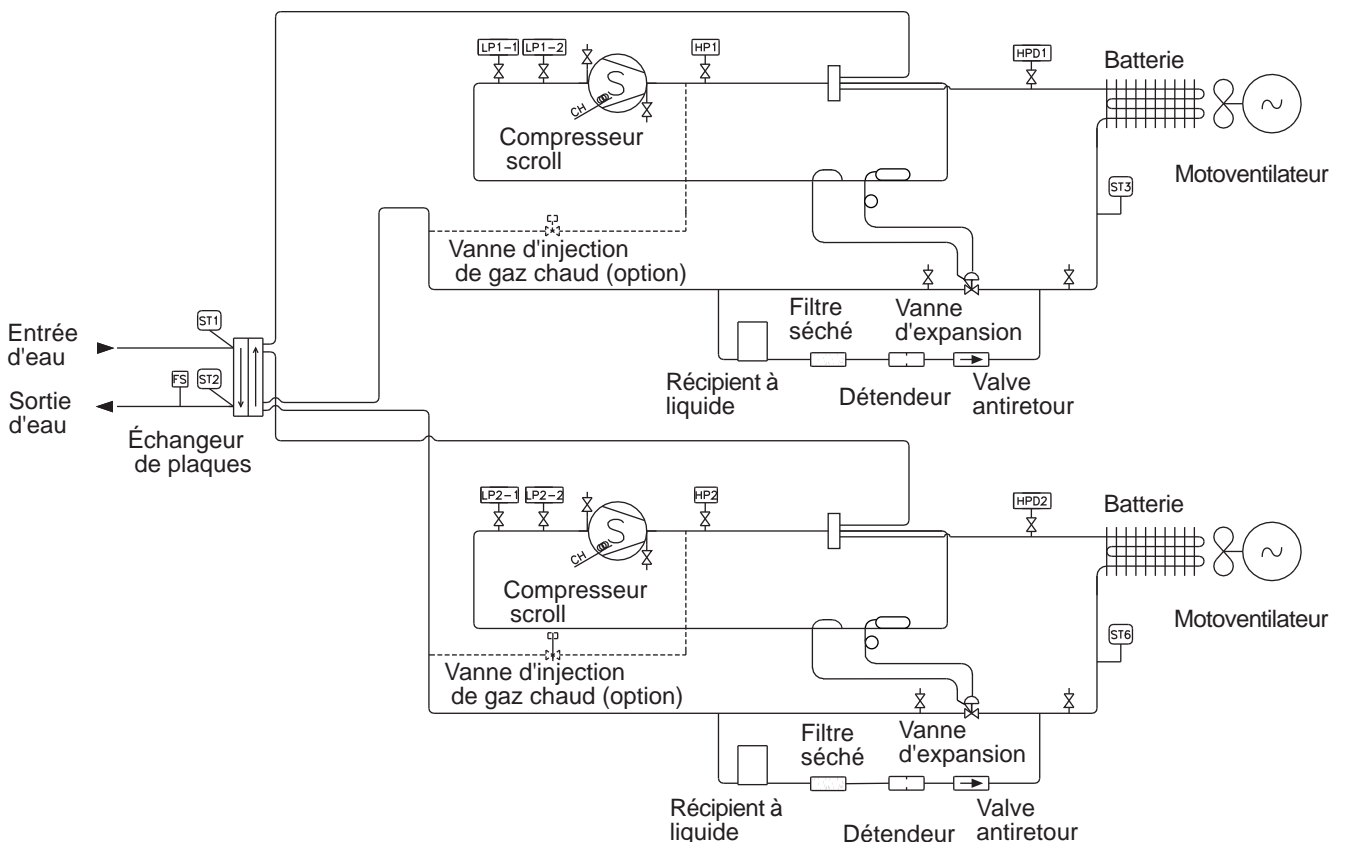 LP1-1
LP1-2
HP1
HPD1
Batterie
S
CH
~
Compresseur
scroll
Motoventilateur
ST3
Vanne d'injection
de gaz chaud (option)
Filtre
séché
Vanne
d'expansion
Entrée
d'eau
ST1
Récipient à
liquide
Détendeur
Valve
antiretour
FS
ST2
Sortie
d'eau
Échangeur
de plaques
LP2-1
LP2-2
HP2
HPD2
Batterie
S
CH
~
Compresseur
scroll
Motoventilateur
ST6
Vanne d'injection
de gaz chaud (option)
Filtre
séché
Vanne
d'expansion
Récipient à
liquide
Détendeur
Valve
antiretour